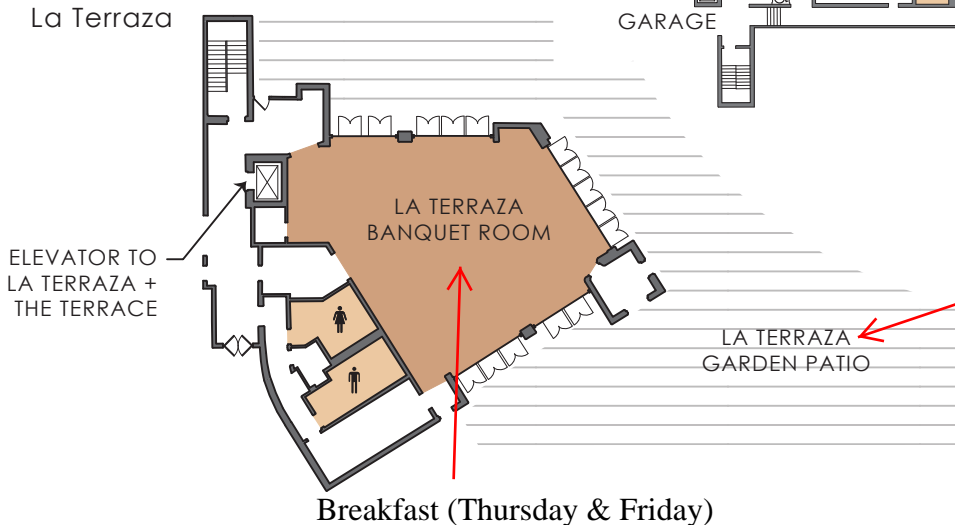 La Terraza
GARAGE
LA TERRAZA
BANQUET ROOM
ELEVATOR TO
LA TERRAZA +
THE TERRACE
LA TERRAZA
GARDEN PATIO
Breakfast (Thursday & Friday)